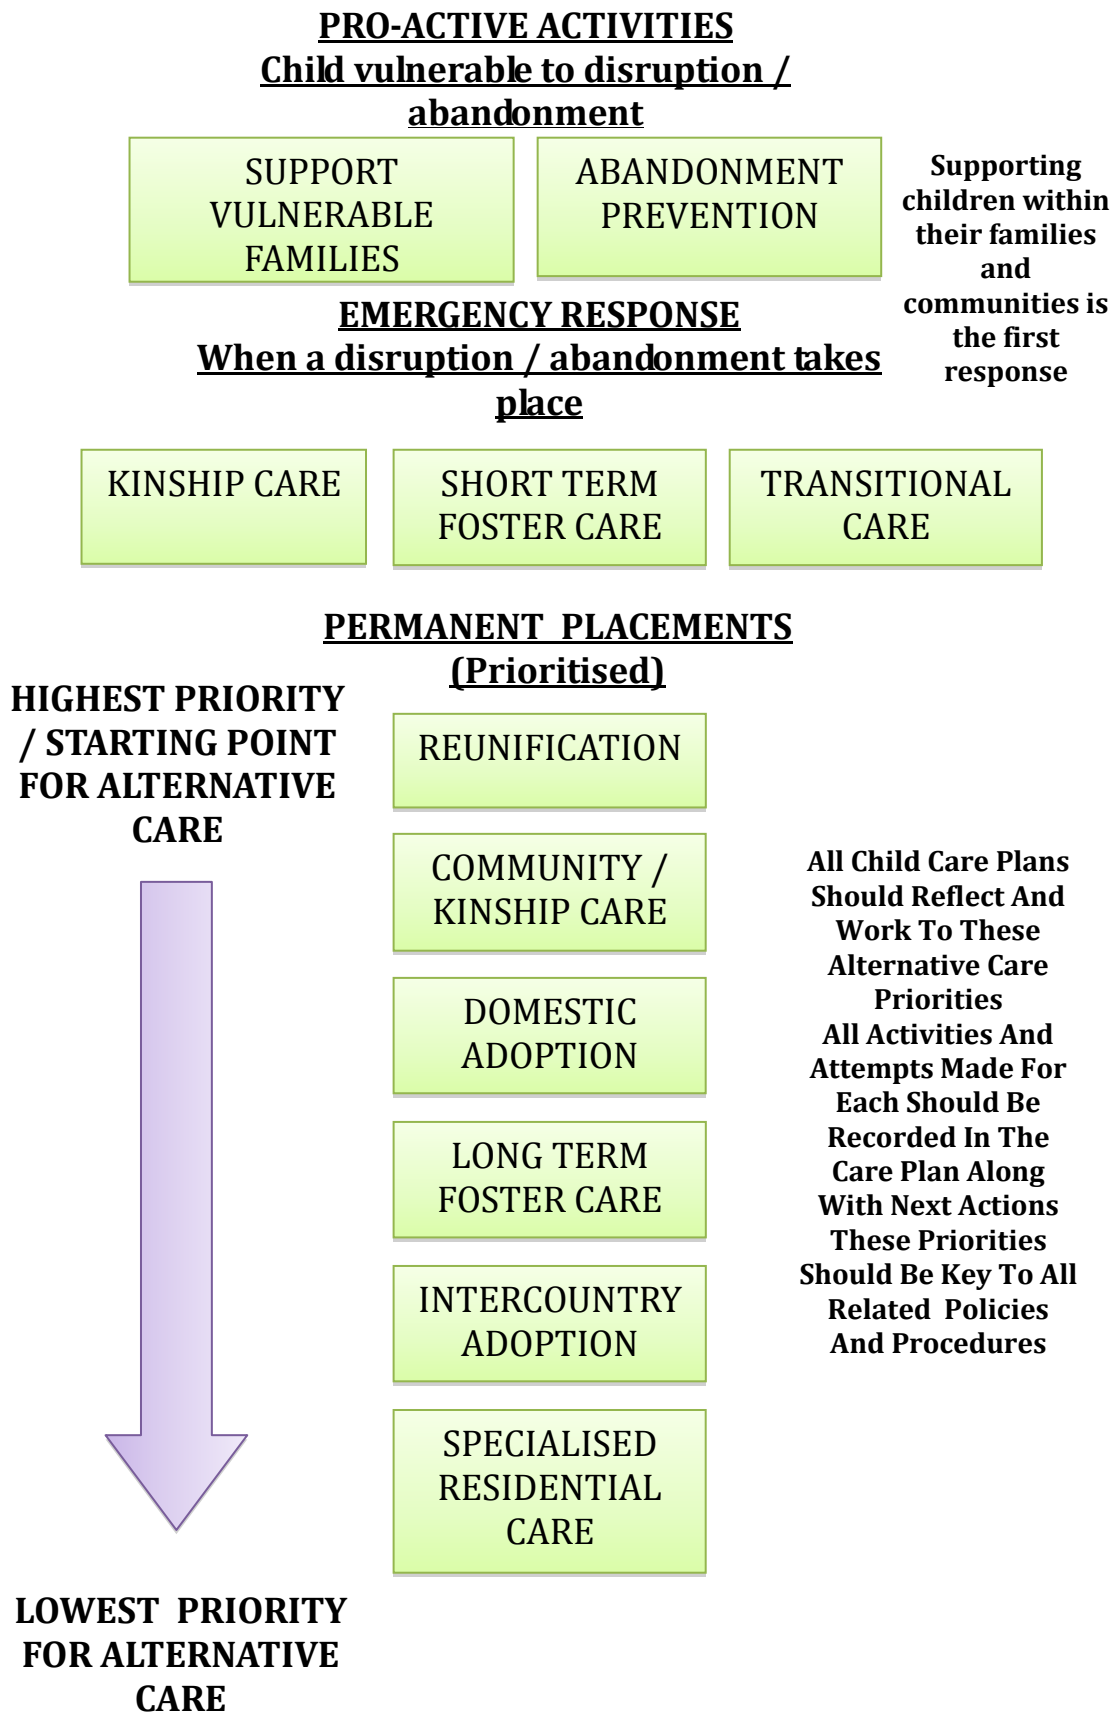 PRO-ACTIVE ACTIVITIES
Child vulnerable to disruption /
abandonment
SUPPORT
VULNERABLE
FAMILIES
ABANDONMENT
PREVENTION
Supporting
children within
their families
and
communities is
the first
response
EMERGENCY RESPONSE
When a disruption / abandonment takes
place
KINSHIP CARE
SHORT TERM
FOSTER CARE
TRANSITIONAL
CARE
PERMANENT PLACEMENTS
(Prioritised)
HIGHEST PRIORITY
/ STARTING POINT
FOR ALTERNATIVE
CARE
REUNIFICATION
COMMUNITY /
KINSHIP CARE
DOMESTIC
ADOPTION
LONG TERM
FOSTER CARE
INTERCOUNTRY
ADOPTION
SPECIALISED
RESIDENTIAL
CARE
All Child Care Plans
Should Reflect And
Work To These
Alternative Care
Priorities
All Activities And
Attempts Made For
Each Should Be
Recorded In The
Care Plan Along
With Next Actions
These Priorities
Should Be Key To All
Related Policies
And Procedures
LOWEST PRIORITY
FOR ALTERNATIVE
CARE